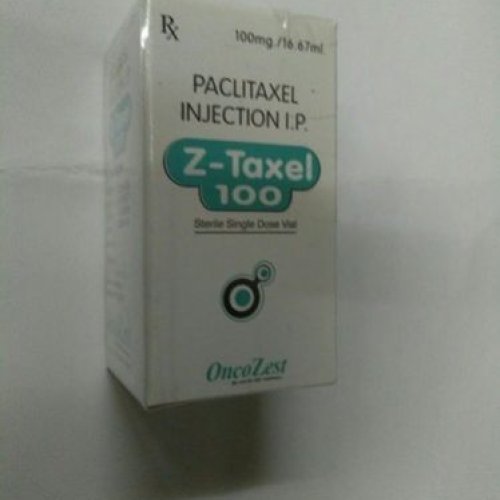 Rx
100mg./16.67ml
PACLITAXEL
INJECTION I.P.
Z-Taxel
100
Sterile Single Dose Vial
OncoZest